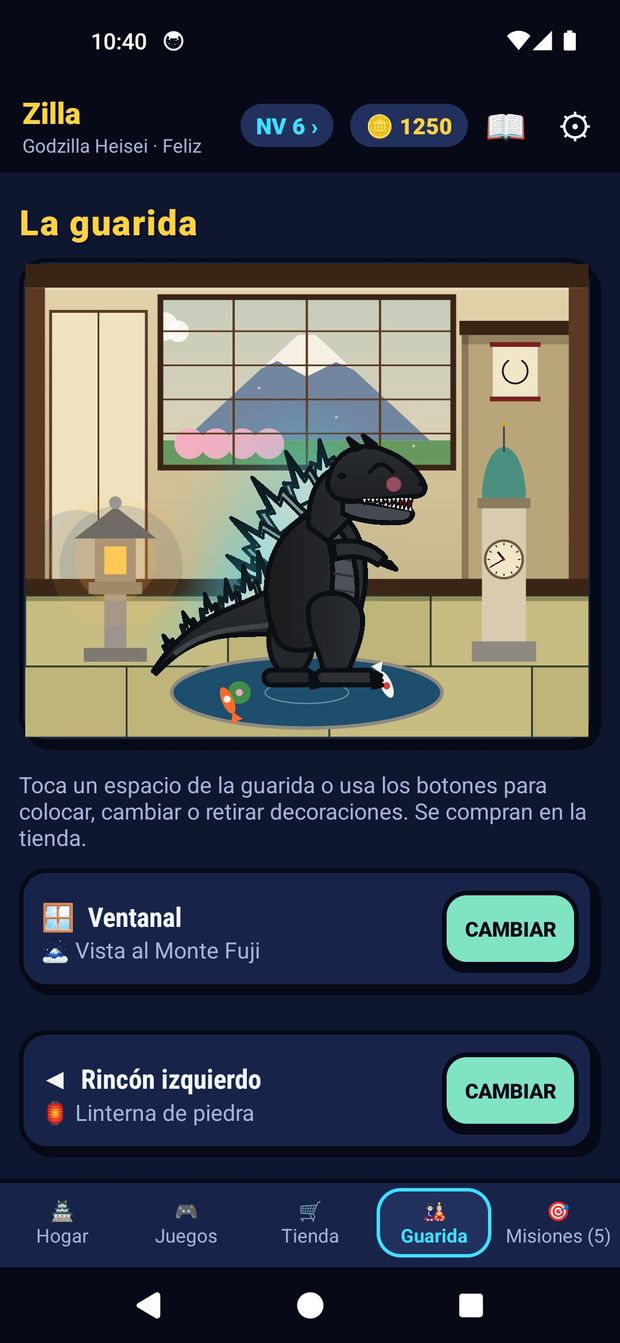 10:40
Zilla
Godzilla Heisei · Feliz
NV 6 ›
1250
La guarida
Toca un espacio de la guarida o usa los botones para
colocar, cambiar o retirar decoraciones. Se compran en la
tienda.
Ventanal
Vista al Monte Fuji
CAMBIAR
Rincón izquierdo
Linterna de piedra
CAMBIAR
Hogar
Juegos
Tienda
Guarida
Misiones (5)